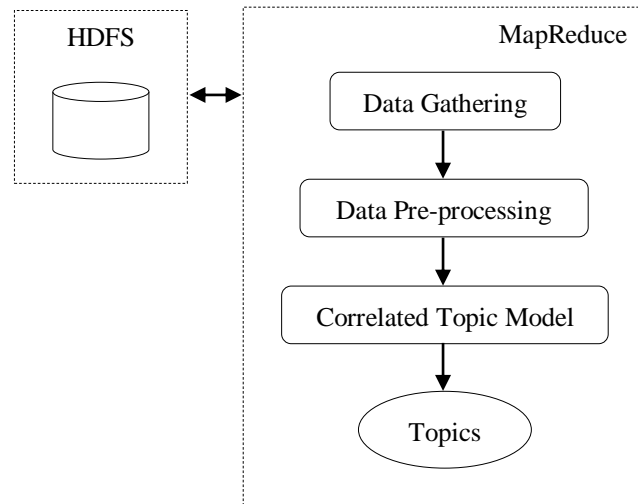 HDFS
MapReduce
Data Gathering
Data Pre-processing
Correlated Topic Model
Topics